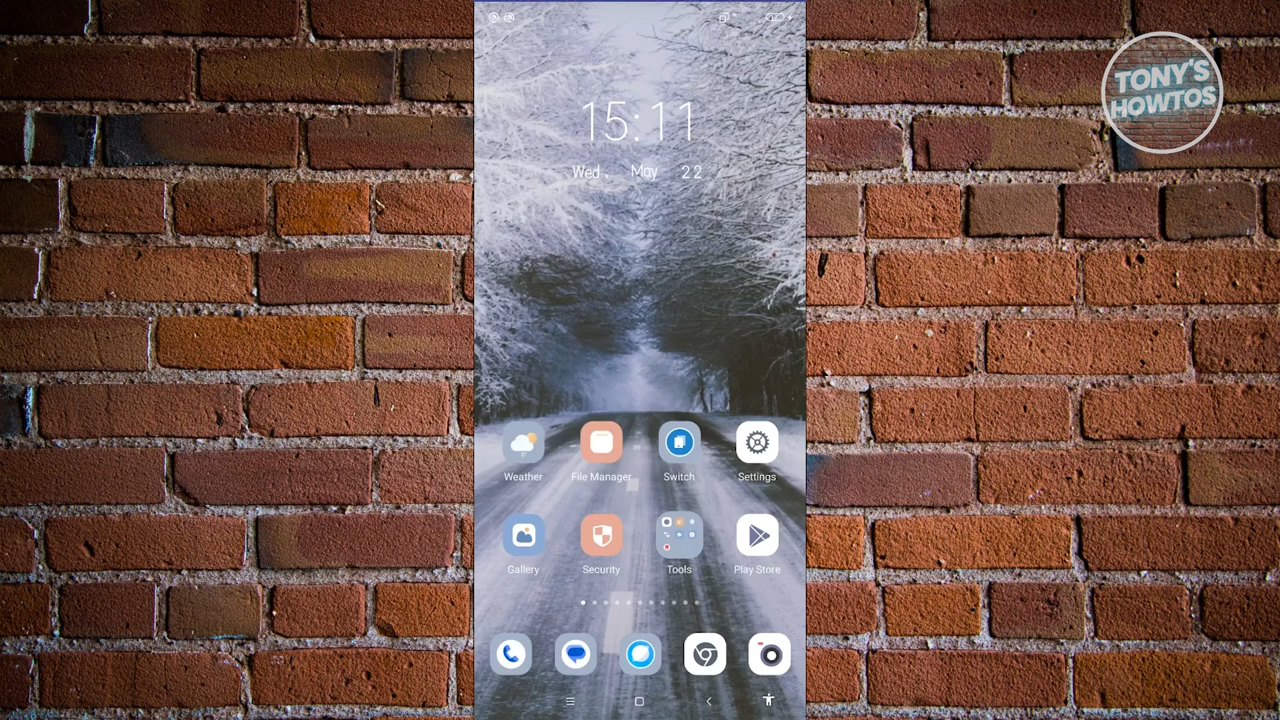 TONY'S
HOWTOS
15:11
Wed , May 22
Weather File Manager Switch Settings
Gallery Security Tools Play Store